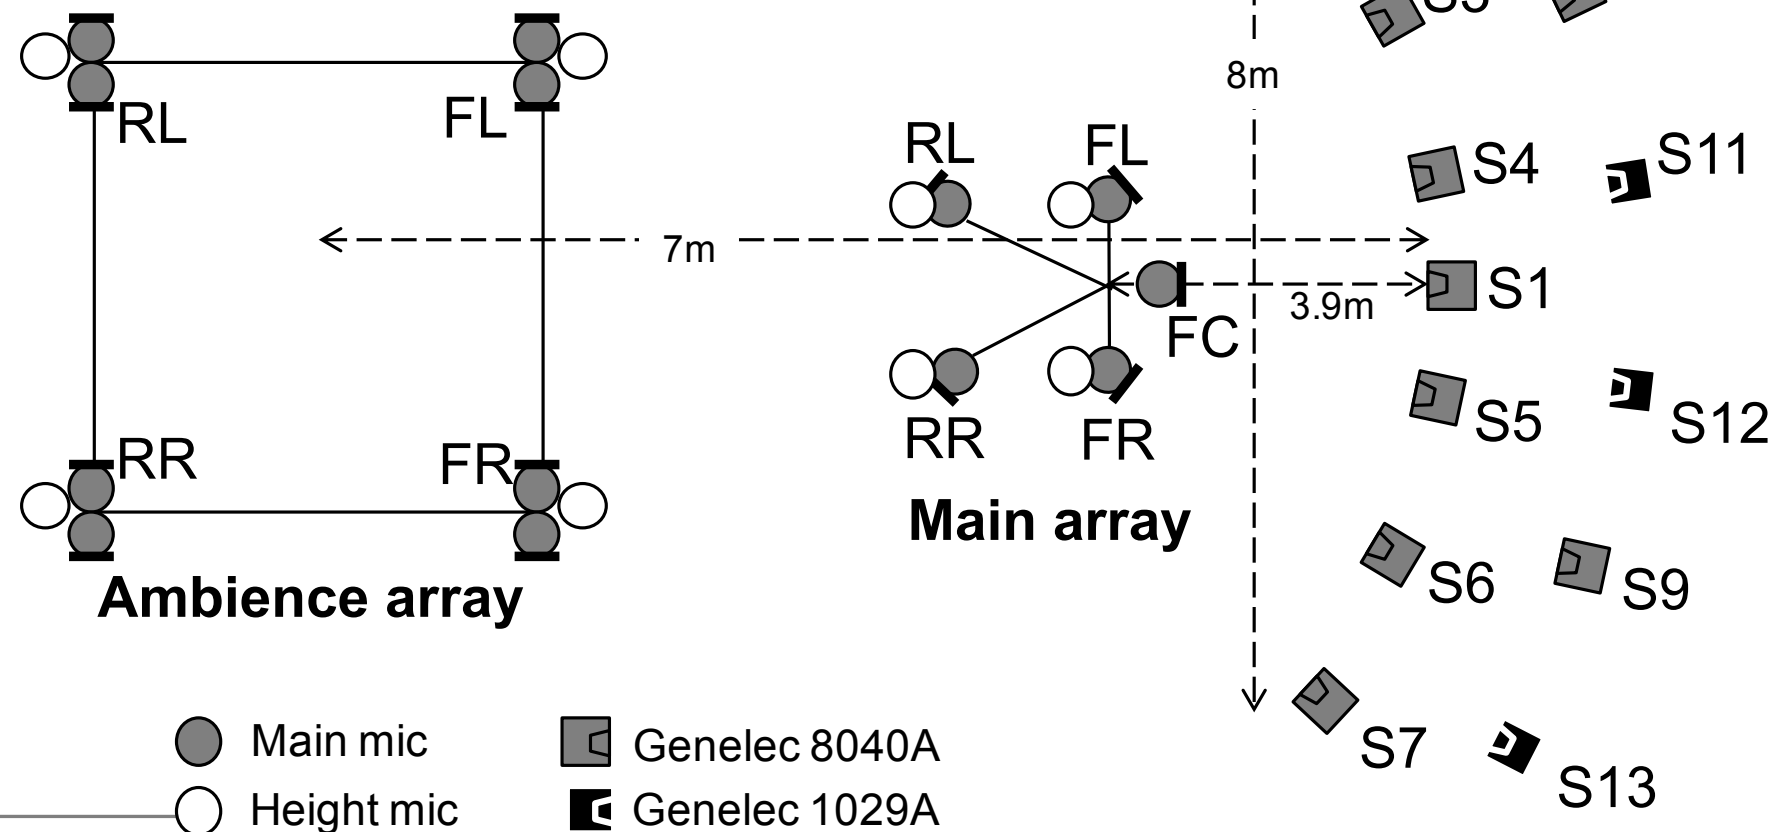 8m
RL
FL
RL
FL
S4
S11
7m
S1
3.9m
FC
RR
FR
RR
FR
S5
S12
Main array
Ambience array
S6
S9
S7
S13
Main mic
Genelec 8040A
Height mic
Genelec 1029A